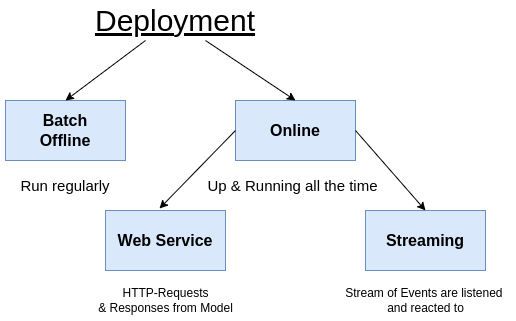 Deployment
Batch
Offline
Online
Run regularly
Up & Running all the time
Web Service
Streaming
HTTP-Requests
& Responses from Model
Stream of Events are listened
and reacted to